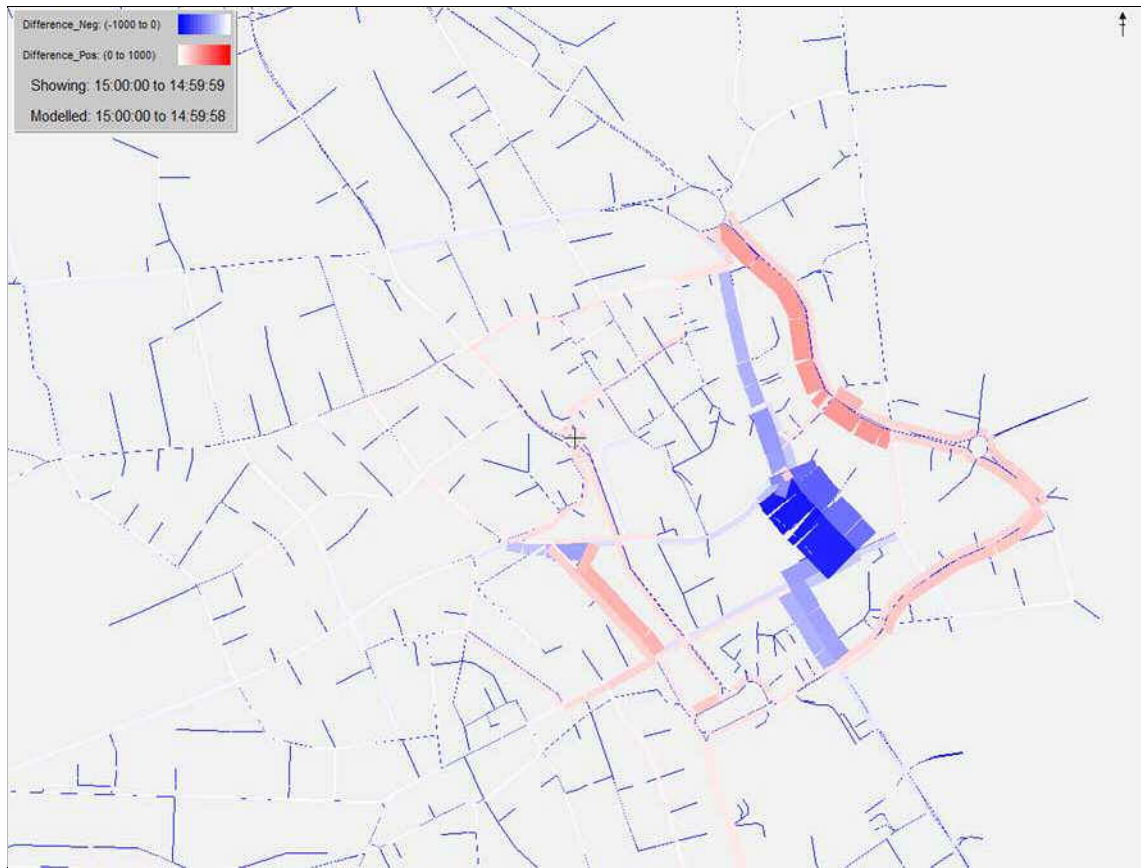 Difference_Neg: (-1000 to 0)
Difference_Pos: (0 to 1000)
Showing: 15:00:00 to 14:59:59
Modelled: 15:00:00 to 14:59:58